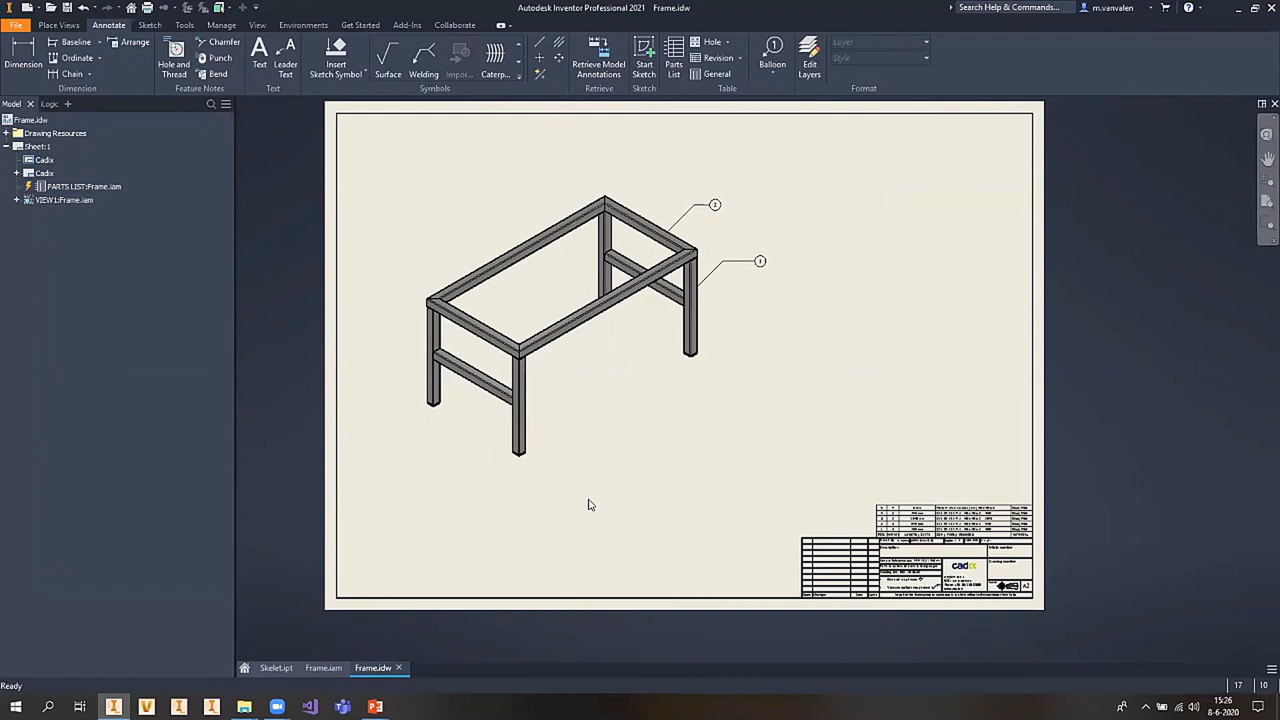 Autodesk Inventor Professional 2021 Frame.idw
Search Help & Commands...
m.vanvalen
File Place Views Annotate Sketch Tools Manage View Environments Get Started Add-Ins Collaborate
Dimension
Baseline
Ordinate
Chain
Arrange
Dimension
Hole and Thread
Chamfer
Punch
Bend
Feature Notes
Text
Leader Text
Text
Insert Sketch Symbol
Surface
Welding
Impor...
Caterp...
Symbols
Retrieve Model Annotations
Retrieve
Start Sketch
Sketch
Parts List
Hole
Revision
General
Table
Balloon
Edit Layers
Layer
Style
Format
Model
iLogic
Frame.idw
Drawing Resources
Sheet:1
Cadix
Cadix
PARTS LIST:Frame.iam
VIEW1:Frame.iam
2
1
cadix
A2
Skelet.ipt
Frame.iam
Frame.idw
Ready
17
10
15:26
8-6-2020